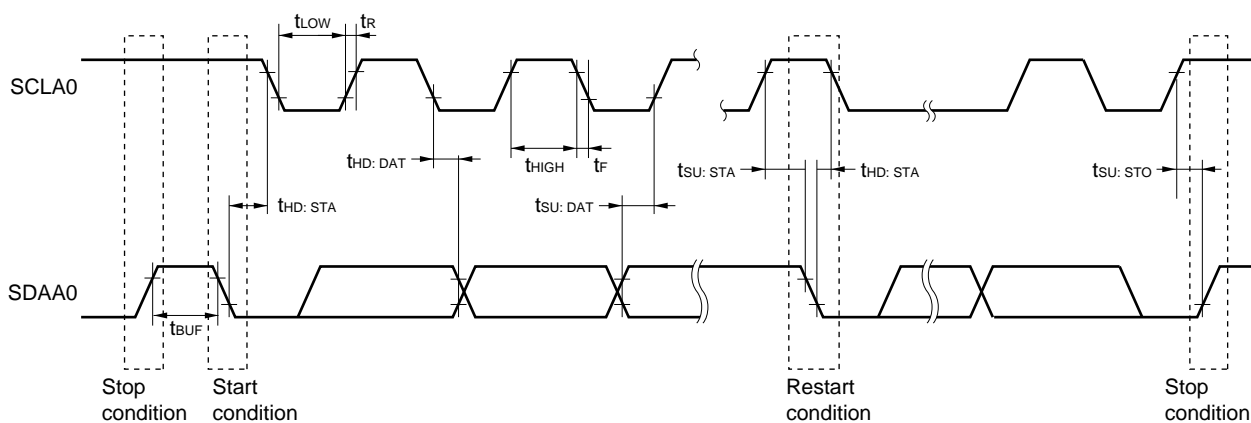 tLOW tR
SCLA0
tHD: DAT tHIGH tF tSU: STA tHD: STA tSU: STO
tHD: STA tSU: DAT
SDAA0
tBUF
Stop condition
Start condition
Restart condition
Stop condition